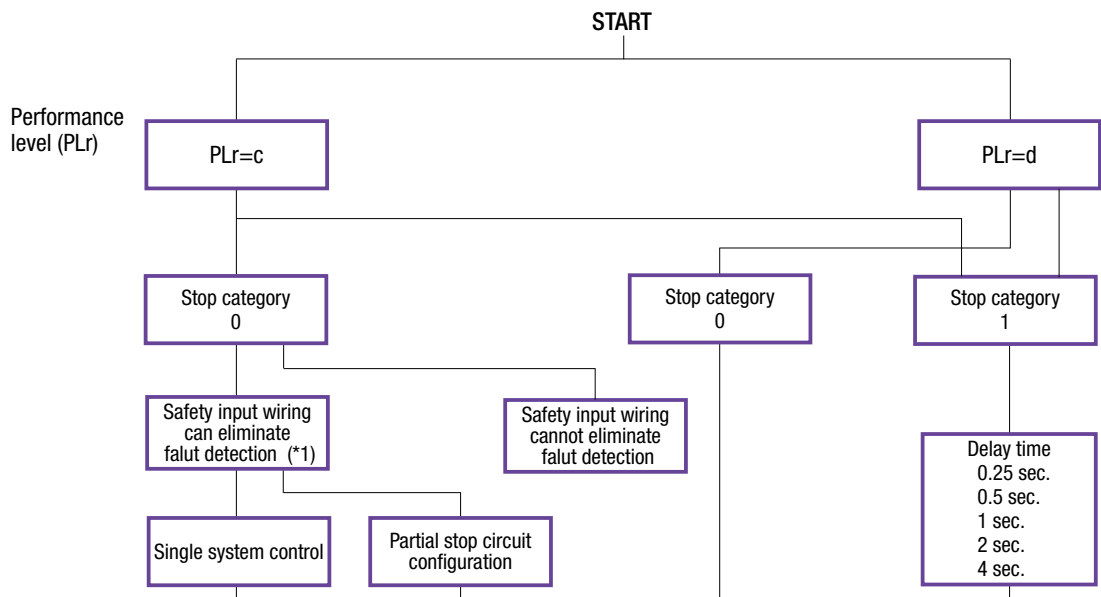 START
Performance
level (PLr)
PLr=c
PLr=d
Stop category
0
Stop category
0
Stop category
1
Safety input wiring
can eliminate
falut detection (*1)
Safety input wiring
cannot eliminate
falut detection
Delay time
0.25 sec.
0.5 sec.
1 sec.
2 sec.
4 sec.
Single system control
Partial stop circuit
configuration